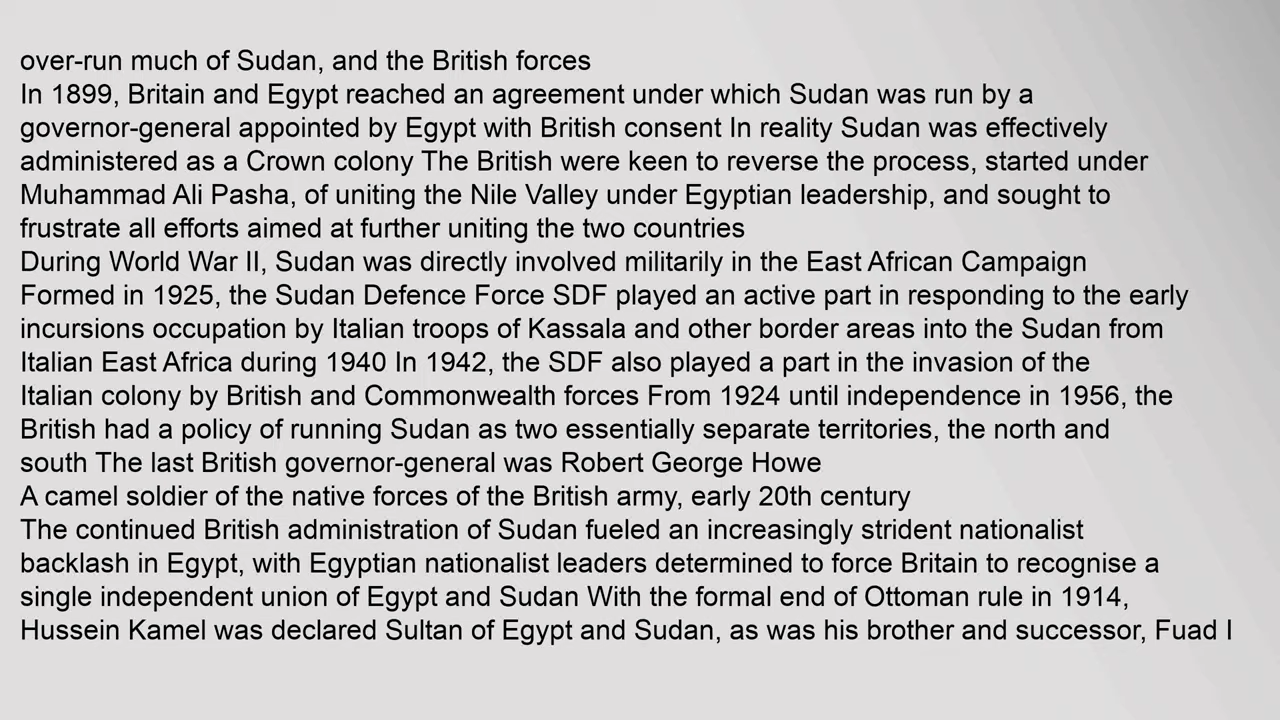 over-run much of Sudan, and the British forces
In 1899, Britain and Egypt reached an agreement under which Sudan was run by a
governor-general appointed by Egypt with British consent In reality Sudan was effectively
administered as a Crown colony The British were keen to reverse the process, started under
Muhammad Ali Pasha, of uniting the Nile Valley under Egyptian leadership, and sought to
frustrate all efforts aimed at further uniting the two countries
During World War II, Sudan was directly involved militarily in the East African Campaign
Formed in 1925, the Sudan Defence Force SDF played an active part in responding to the early
incursions occupation by Italian troops of Kassala and other border areas into the Sudan from
Italian East Africa during 1940 In 1942, the SDF also played a part in the invasion of the
Italian colony by British and Commonwealth forces From 1924 until independence in 1956, the
British had a policy of running Sudan as two essentially separate territories, the north and
south The last British governor-general was Robert George Howe
A camel soldier of the native forces of the British army, early 20th century
The continued British administration of Sudan fueled an increasingly strident nationalist
backlash in Egypt, with Egyptian nationalist leaders determined to force Britain to recognise a
single independent union of Egypt and Sudan With the formal end of Ottoman rule in 1914,
Hussein Kamel was declared Sultan of Egypt and Sudan, as was his brother and successor, Fuad I